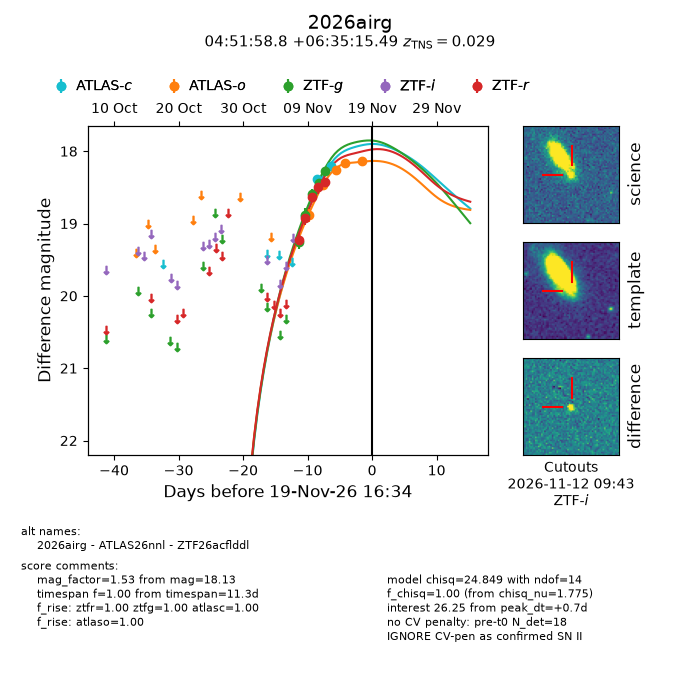 2026airg
04:51:58.8 +06:35:15.49 zTNS = 0.029
ATLAS-c ATLAS-o ZTF-g ZTF-i ZTF-r
10 Oct 20 Oct 30 Oct 09 Nov 19 Nov 29 Nov
18
19
20
21
22
Difference magnitude
−40 −30 −20 −10 0 10
Days before 19-Nov-26 16:34
science
template
difference
Cutouts
2026-11-12 09:43
ZTF-i
alt names:
2026airg - ATLAS26nnl - ZTF26acflddl
score comments:
mag_factor=1.53 from mag=18.13
timespan f=1.00 from timespan=11.3d
f_rise: ztfr=1.00 ztfg=1.00 atlasc=1.00
f_rise: atlaso=1.00
model chisq=24.849 with ndof=14
f_chisq=1.00 (from chisq_nu=1.775)
interest 26.25 from peak_dt=+0.7d
no CV penalty: pre-t0 N_det=18
IGNORE CV-pen as confirmed SN II